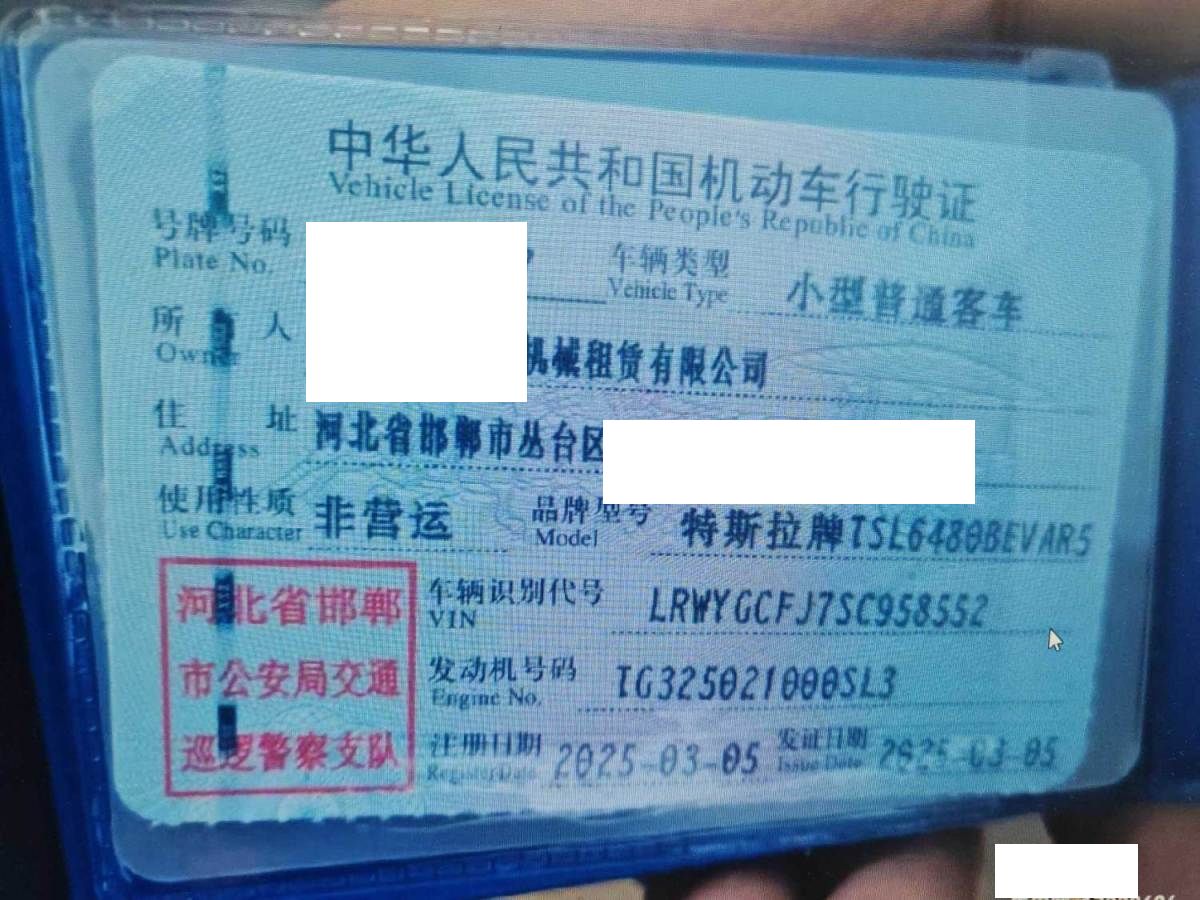 中华人民共和国机动车行驶证
Vehicle License of the People's Republic of China
号牌号码
Plate No.
车辆类型 小型普通客车
Vehicle Type
所 人 机械租赁有限公司
Owner
住 址 河北省邯郸市丛台区
Address
使用性质 非营运 品牌型号 特斯拉牌TSL6480BEVAR5
Use Character Model
河北省邯郸
市公安局交通
巡逻警察支队
车辆识别代号 LRWYGCFJ7SC958552
VIN
发动机号码 TG325021000SL3
Engine No.
注册日期 2025-03-05 发证日期 2025-03-05
Register Date Issue Date